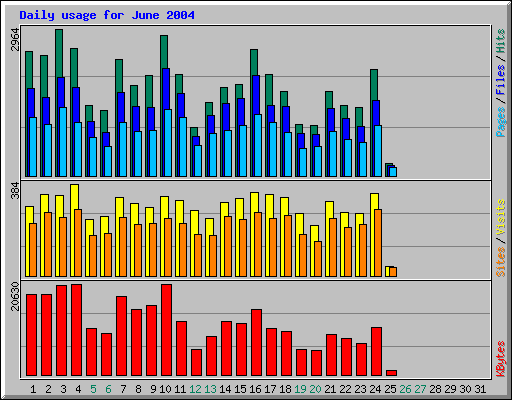 Daily usage for June 2004
2964
Pages / Files / Hits
384
Sites / Visits
20630
KBytes
1 2 3 4 5 6 7 8 9 10 11 12 13 14 15 16 17 18 19 20 21 22 23 24 25 26 27 28 29 30 31